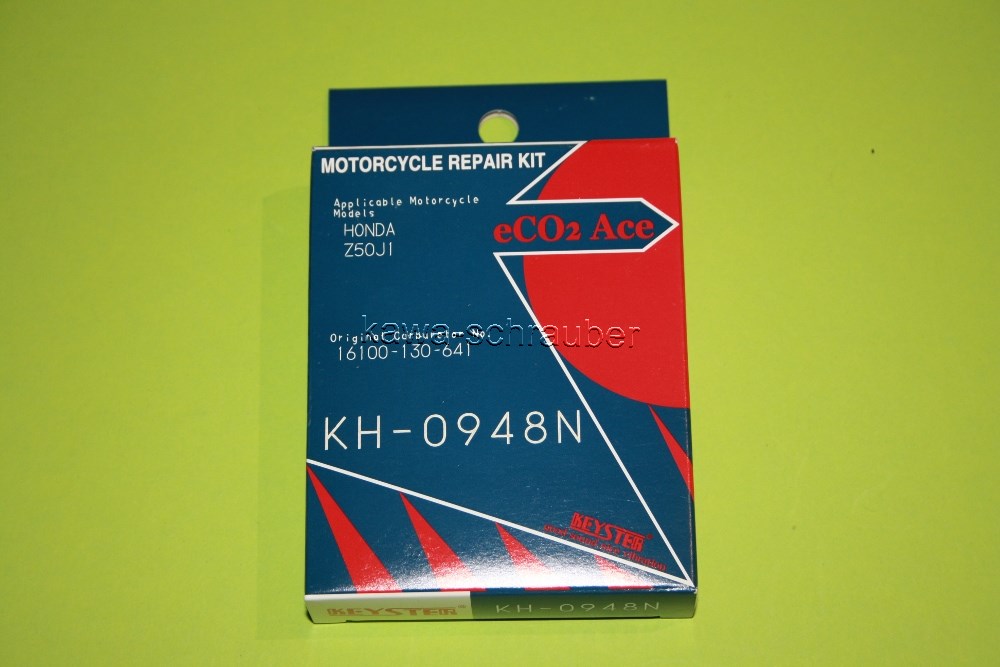 MOTORCYCLE REPAIR KIT
Applicable Motorcycle
Models
HONDA
Z50J1
eCO2 Ace
kawa-schrauber
Original Carburetor No.
16100-130-641
KH-0948N
KEYSTER®
KEYSTER®
KH-0948N